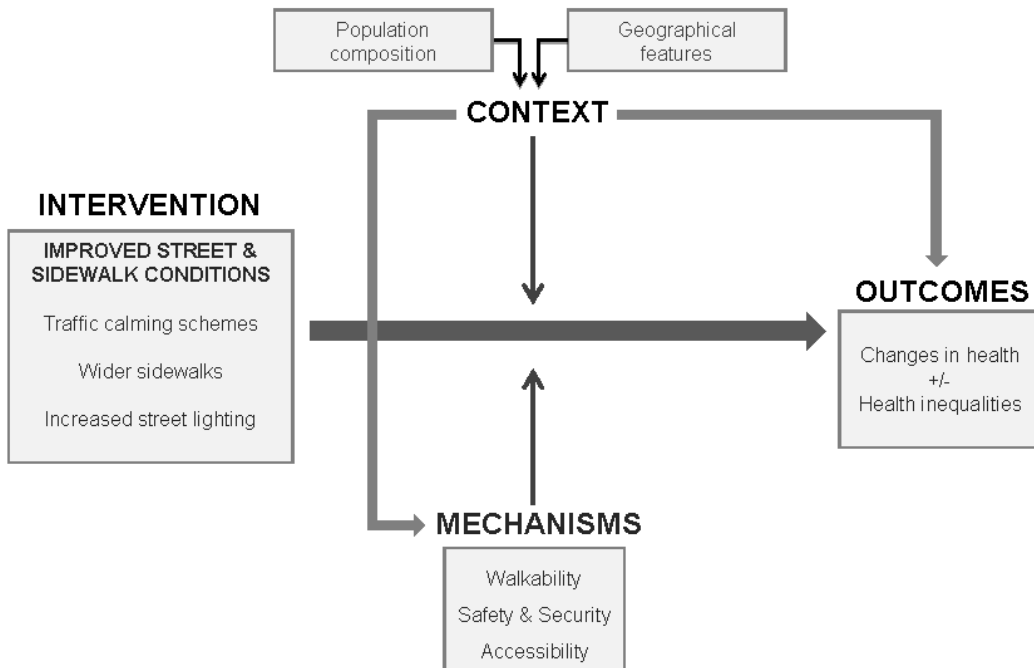 Population
composition
Geographical
features
CONTEXT
INTERVENTION
IMPROVED STREET &
SIDEWALK CONDITIONS
Traffic calming schemes
Wider sidewalks
Increased street lighting
OUTCOMES
Changes in health
+/-
Health inequalities
MECHANISMS
Walkability
Safety & Security
Accessibility